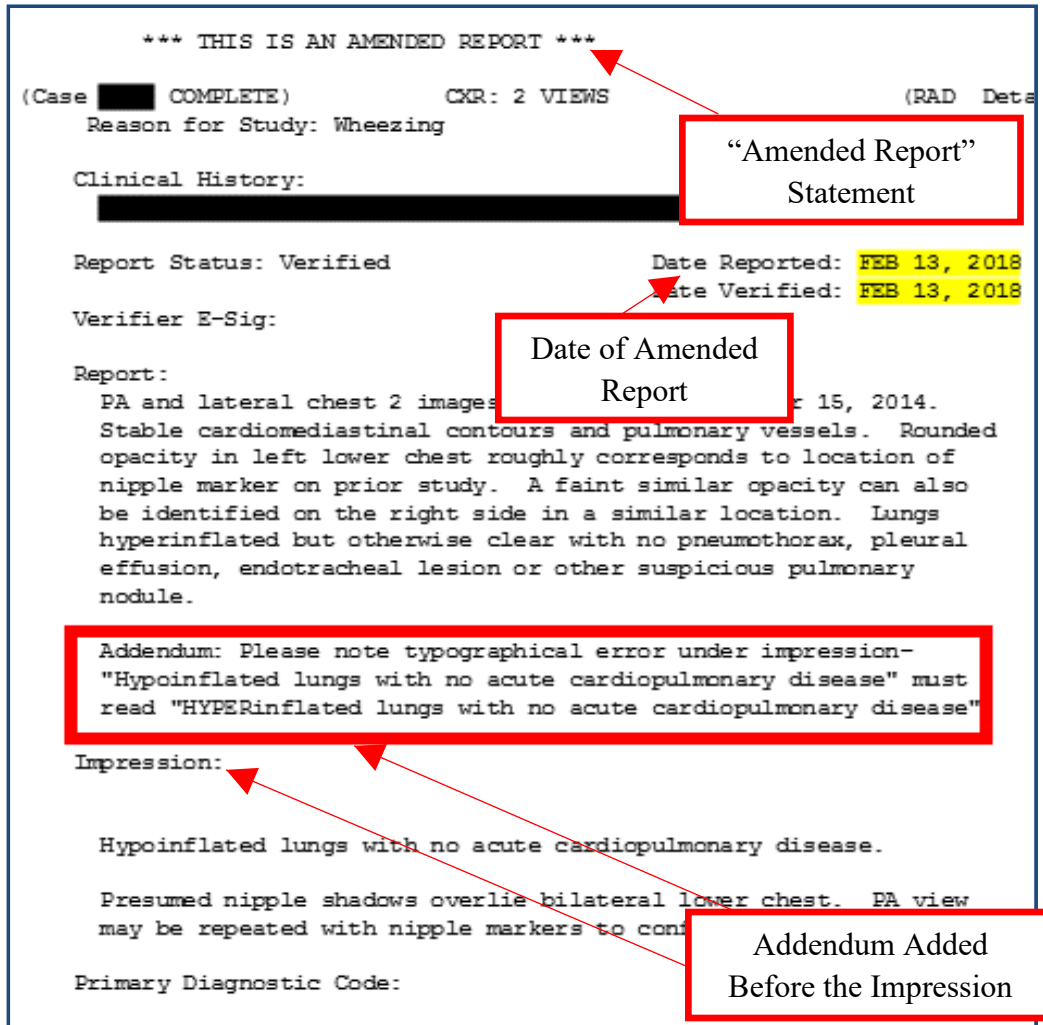 *** THIS IS AN AMENDED REPORT ***
(Case COMPLETE) CXR: 2 VIEWS (RAD Deta
Reason for Study: Wheezing
“Amended Report”
Statement
Clinical History:
Report Status: Verified Date Reported: FEB 13, 2018
Date Verified: FEB 13, 2018
Verifier E-Sig:
Date of Amended
Report
Report:
PA and lateral chest 2 images r 15, 2014.
Stable cardiomediastinal contours and pulmonary vessels. Rounded
opacity in left lower chest roughly corresponds to location of
nipple marker on prior study. A faint similar opacity can also
be identified on the right side in a similar location. Lungs
hyperinflated but otherwise clear with no pneumothorax, pleural
effusion, endotracheal lesion or other suspicious pulmonary
nodule.
Addendum: Please note typographical error under impression-
"Hypoinflated lungs with no acute cardiopulmonary disease" must
read "HYPERinflated lungs with no acute cardiopulmonary disease"
Impression:
Hypoinflated lungs with no acute cardiopulmonary disease.
Presumed nipple shadows overlie bilateral lower chest. PA view
may be repeated with nipple markers to
Addendum Added
Before the Impression
Primary Diagnostic Code: